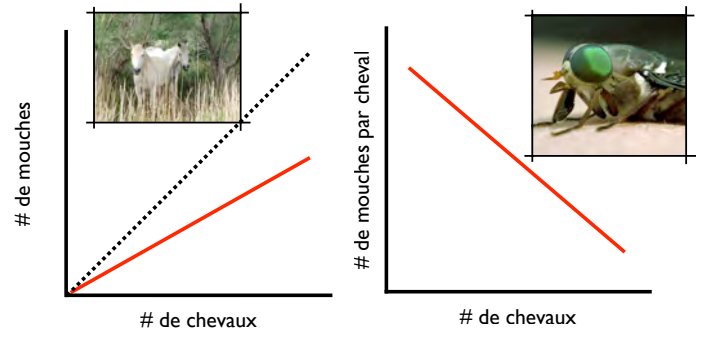 # de mouches
# de chevaux
# de mouches par cheval
# de chevaux